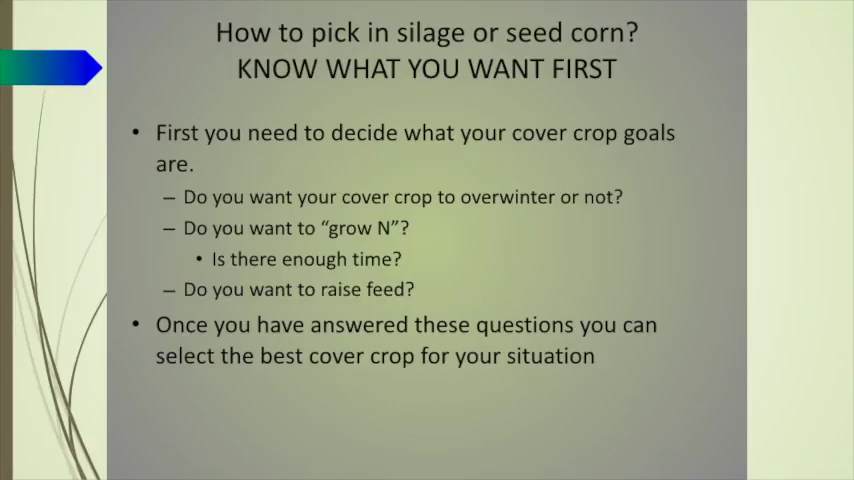 How to pick in silage or seed corn?
KNOW WHAT YOU WANT FIRST
• First you need to decide what your cover crop goals
are.
– Do you want your cover crop to overwinter or not?
– Do you want to “grow N”?
• Is there enough time?
– Do you want to raise feed?
• Once you have answered these questions you can
select the best cover crop for your situation